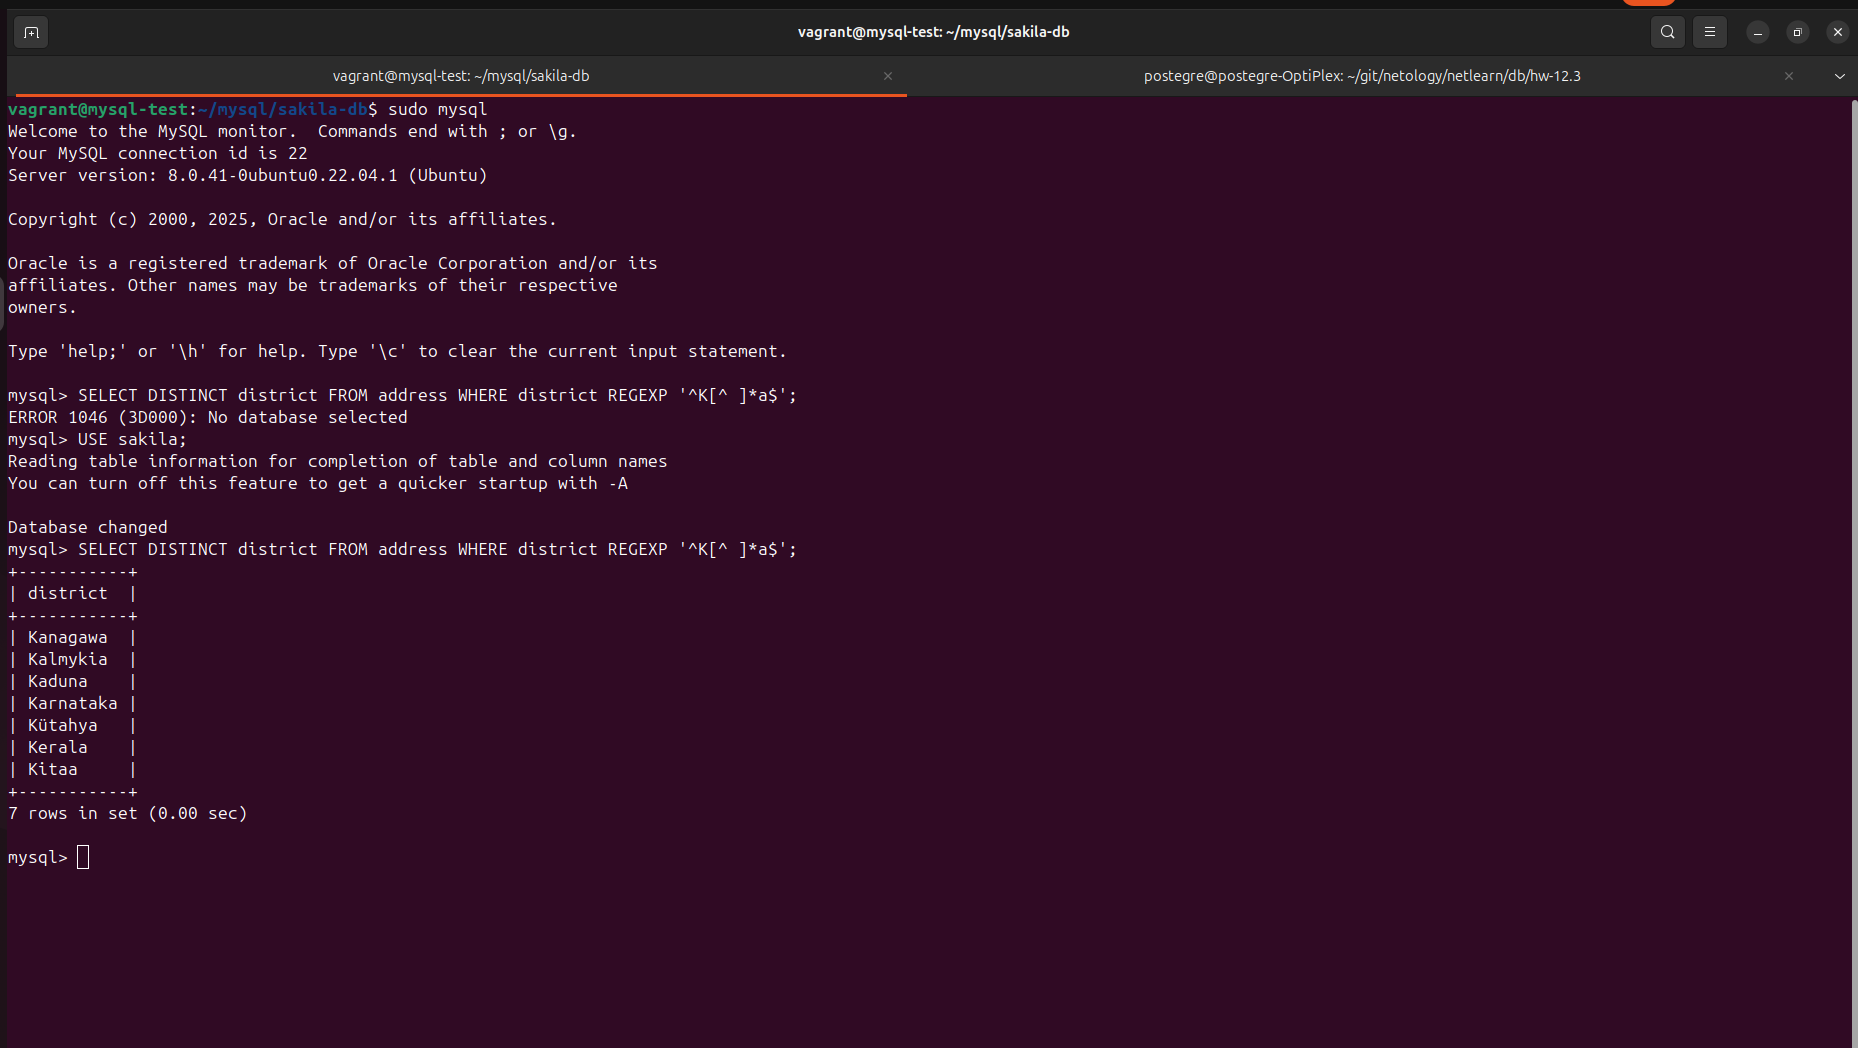 vagrant@mysql-test: ~/mysql/sakila-db
vagrant@mysql-test: ~/mysql/sakila-db
postegre@postegre-OptiPlex: ~/git/netology/netlearn/db/hw-12.3
vagrant@mysql-test:~/mysql/sakila-db$ sudo mysql
Welcome to the MySQL monitor.  Commands end with ; or \g.
Your MySQL connection id is 22
Server version: 8.0.41-0ubuntu0.22.04.1 (Ubuntu)

Copyright (c) 2000, 2025, Oracle and/or its affiliates.

Oracle is a registered trademark of Oracle Corporation and/or its
affiliates. Other names may be trademarks of their respective
owners.

Type 'help;' or '\h' for help. Type '\c' to clear the current input statement.

mysql> SELECT DISTINCT district FROM address WHERE district REGEXP '^K[^ ]*a$';
ERROR 1046 (3D000): No database selected
mysql> USE sakila;
Reading table information for completion of table and column names
You can turn off this feature to get a quicker startup with -A

Database changed
mysql> SELECT DISTINCT district FROM address WHERE district REGEXP '^K[^ ]*a$';
+-----------+
| district  |
+-----------+
| Kanagawa  |
| Kalmykia  |
| Kaduna    |
| Karnataka |
| Kütahya   |
| Kerala    |
| Kitaa     |
+-----------+
7 rows in set (0.00 sec)

mysql>